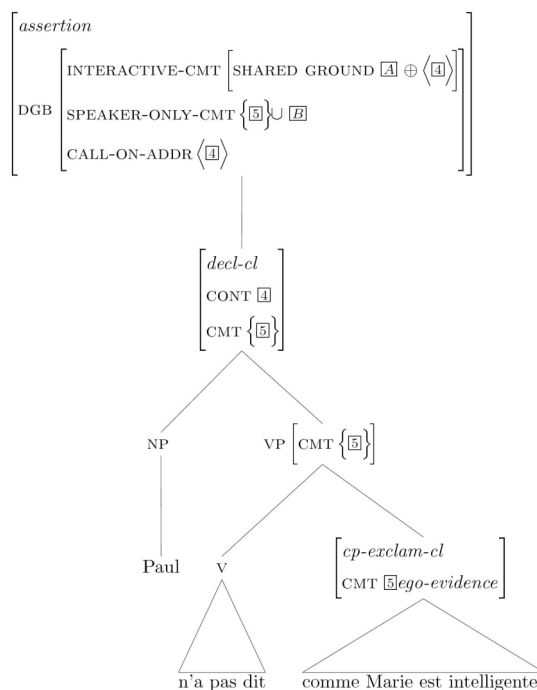 assertion
DGB
INTERACTIVE-CMT [SHARED GROUND A ⊕ ⟨4⟩]
SPEAKER-ONLY-CMT {5} ∪ B
CALL-ON-ADDR ⟨4⟩
decl-cl
CONT 4
CMT {5}
NP VP [CMT {5}]
Paul V
cp-exclam-cl
CMT 5 ego-evidence
n'a pas dit comme Marie est intelligente